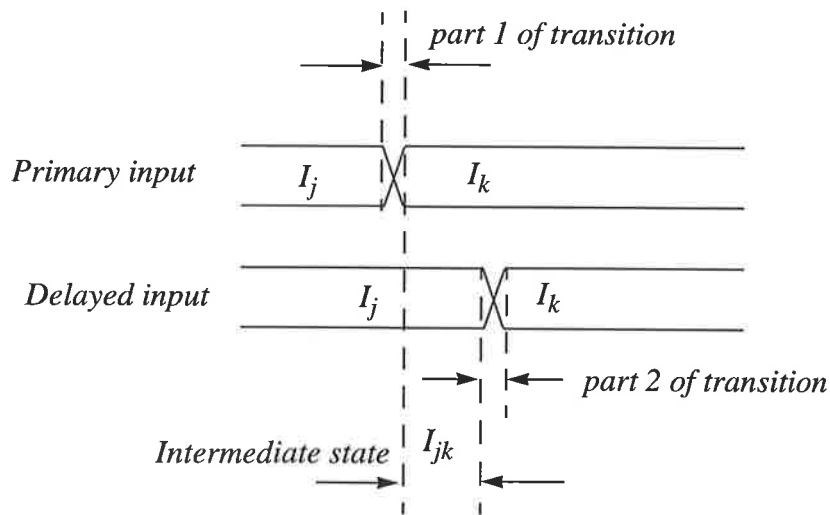 part 1 of transition
Primary input
I_j
I_k
Delayed input
I_j
I_k
part 2 of transition
Intermediate state
I_jk